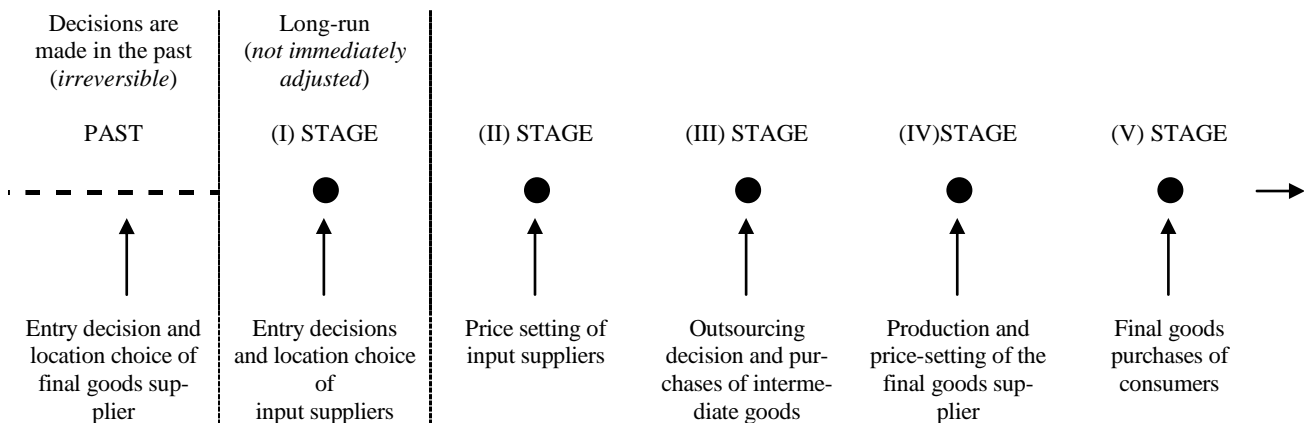 Decisions are
made in the past
(irreversible)
Long-run
(not immediately
adjusted)
PAST
(I) STAGE
(II) STAGE
(III) STAGE
(IV)STAGE
(V) STAGE
Entry decision and
location choice of
final goods sup-
plier
Entry decisions
and location choice
of
input suppliers
Price setting of
input suppliers
Outsourcing
decision and pur-
chases of interme-
diate goods
Production and
price-setting of the
final goods sup-
plier
Final goods
purchases of
consumers